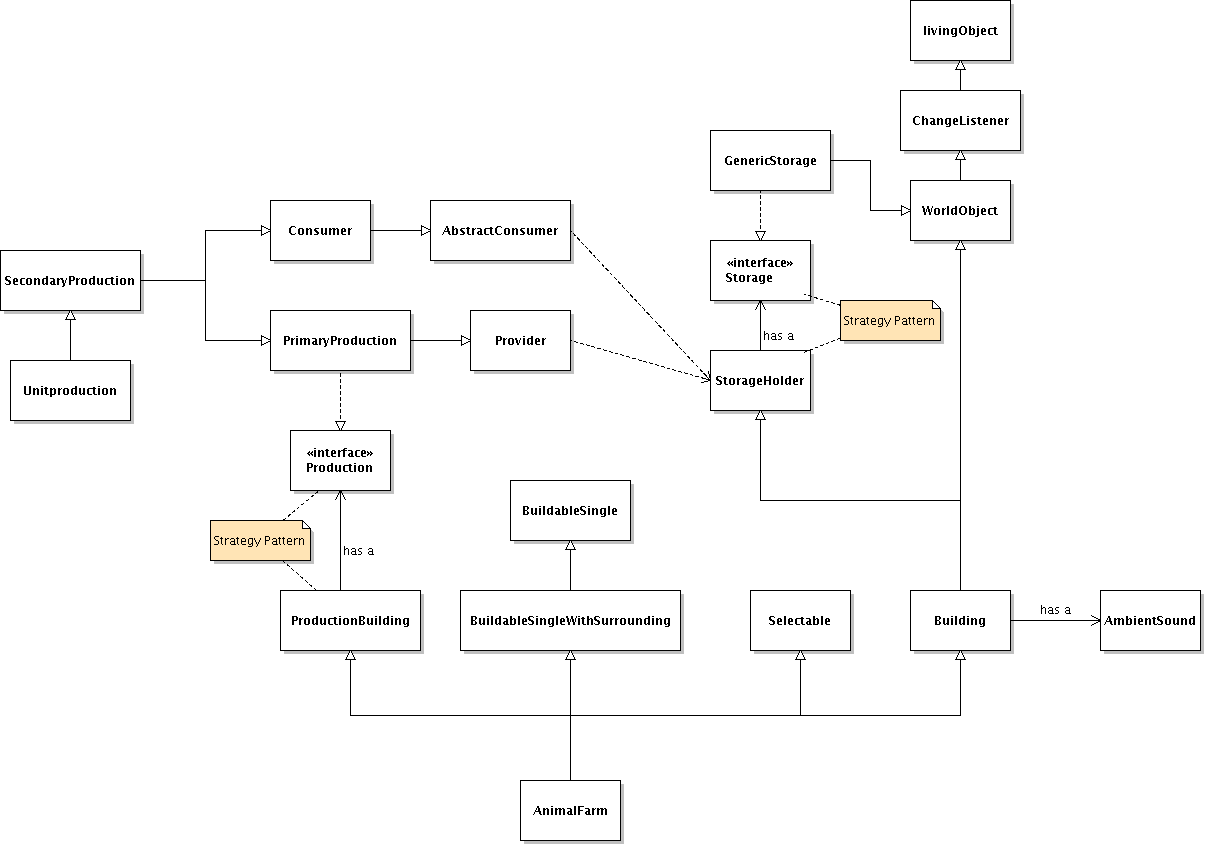 livingObject
ChangeListener
GenericStorage
WorldObject
Consumer
AbstractConsumer
«interface»
Storage
SecondaryProduction
Strategy Pattern
has a
PrimaryProduction
Provider
StorageHolder
Unitproduction
«interface»
Production
BuildableSingle
Strategy Pattern
has a
ProductionBuilding
BuildableSingleWithSurrounding
Selectable
Building
has a
AmbientSound
AnimalFarm